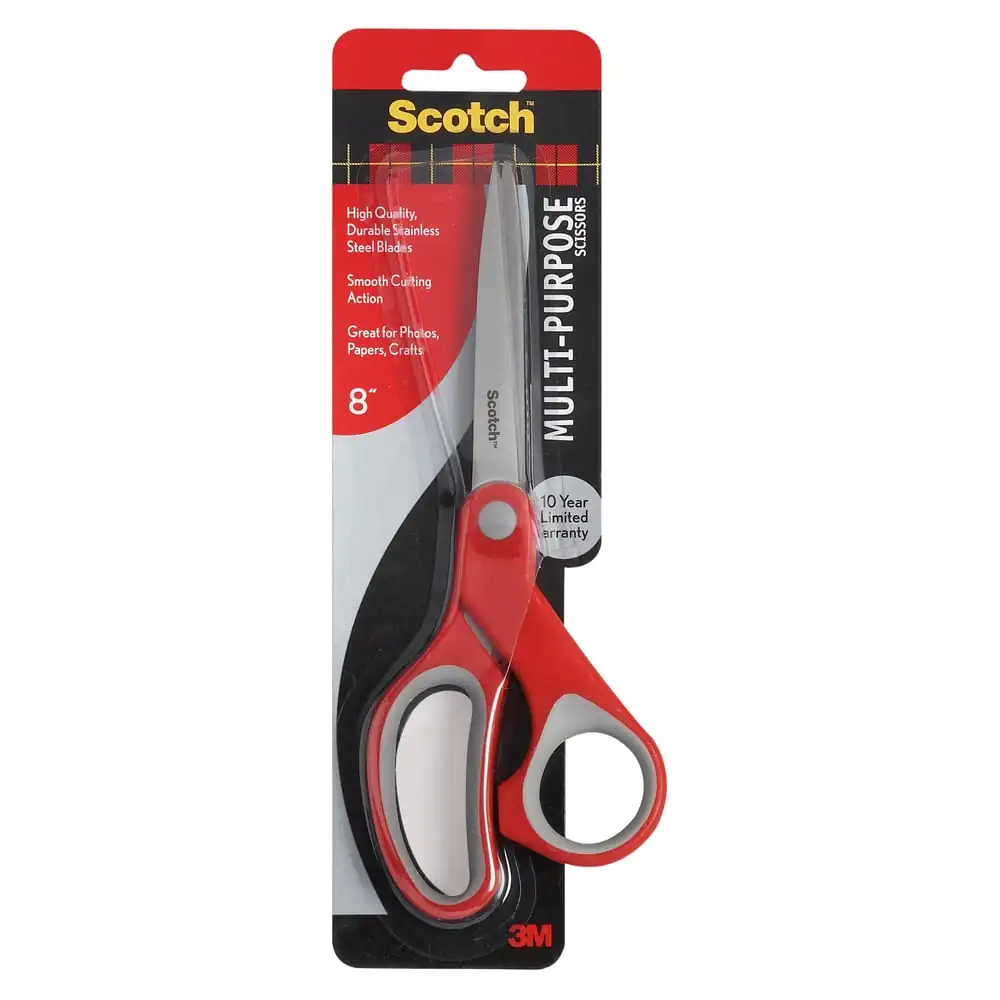 Scotch™
High Quality,
Durable Stainless
Steel Blades
Smooth Cutting
Action
Great for Photos,
Papers, Crafts
8"
MULTI-PURPOSE
SCISSORS
Scotch™
10 Year
Limited
arranty
3M